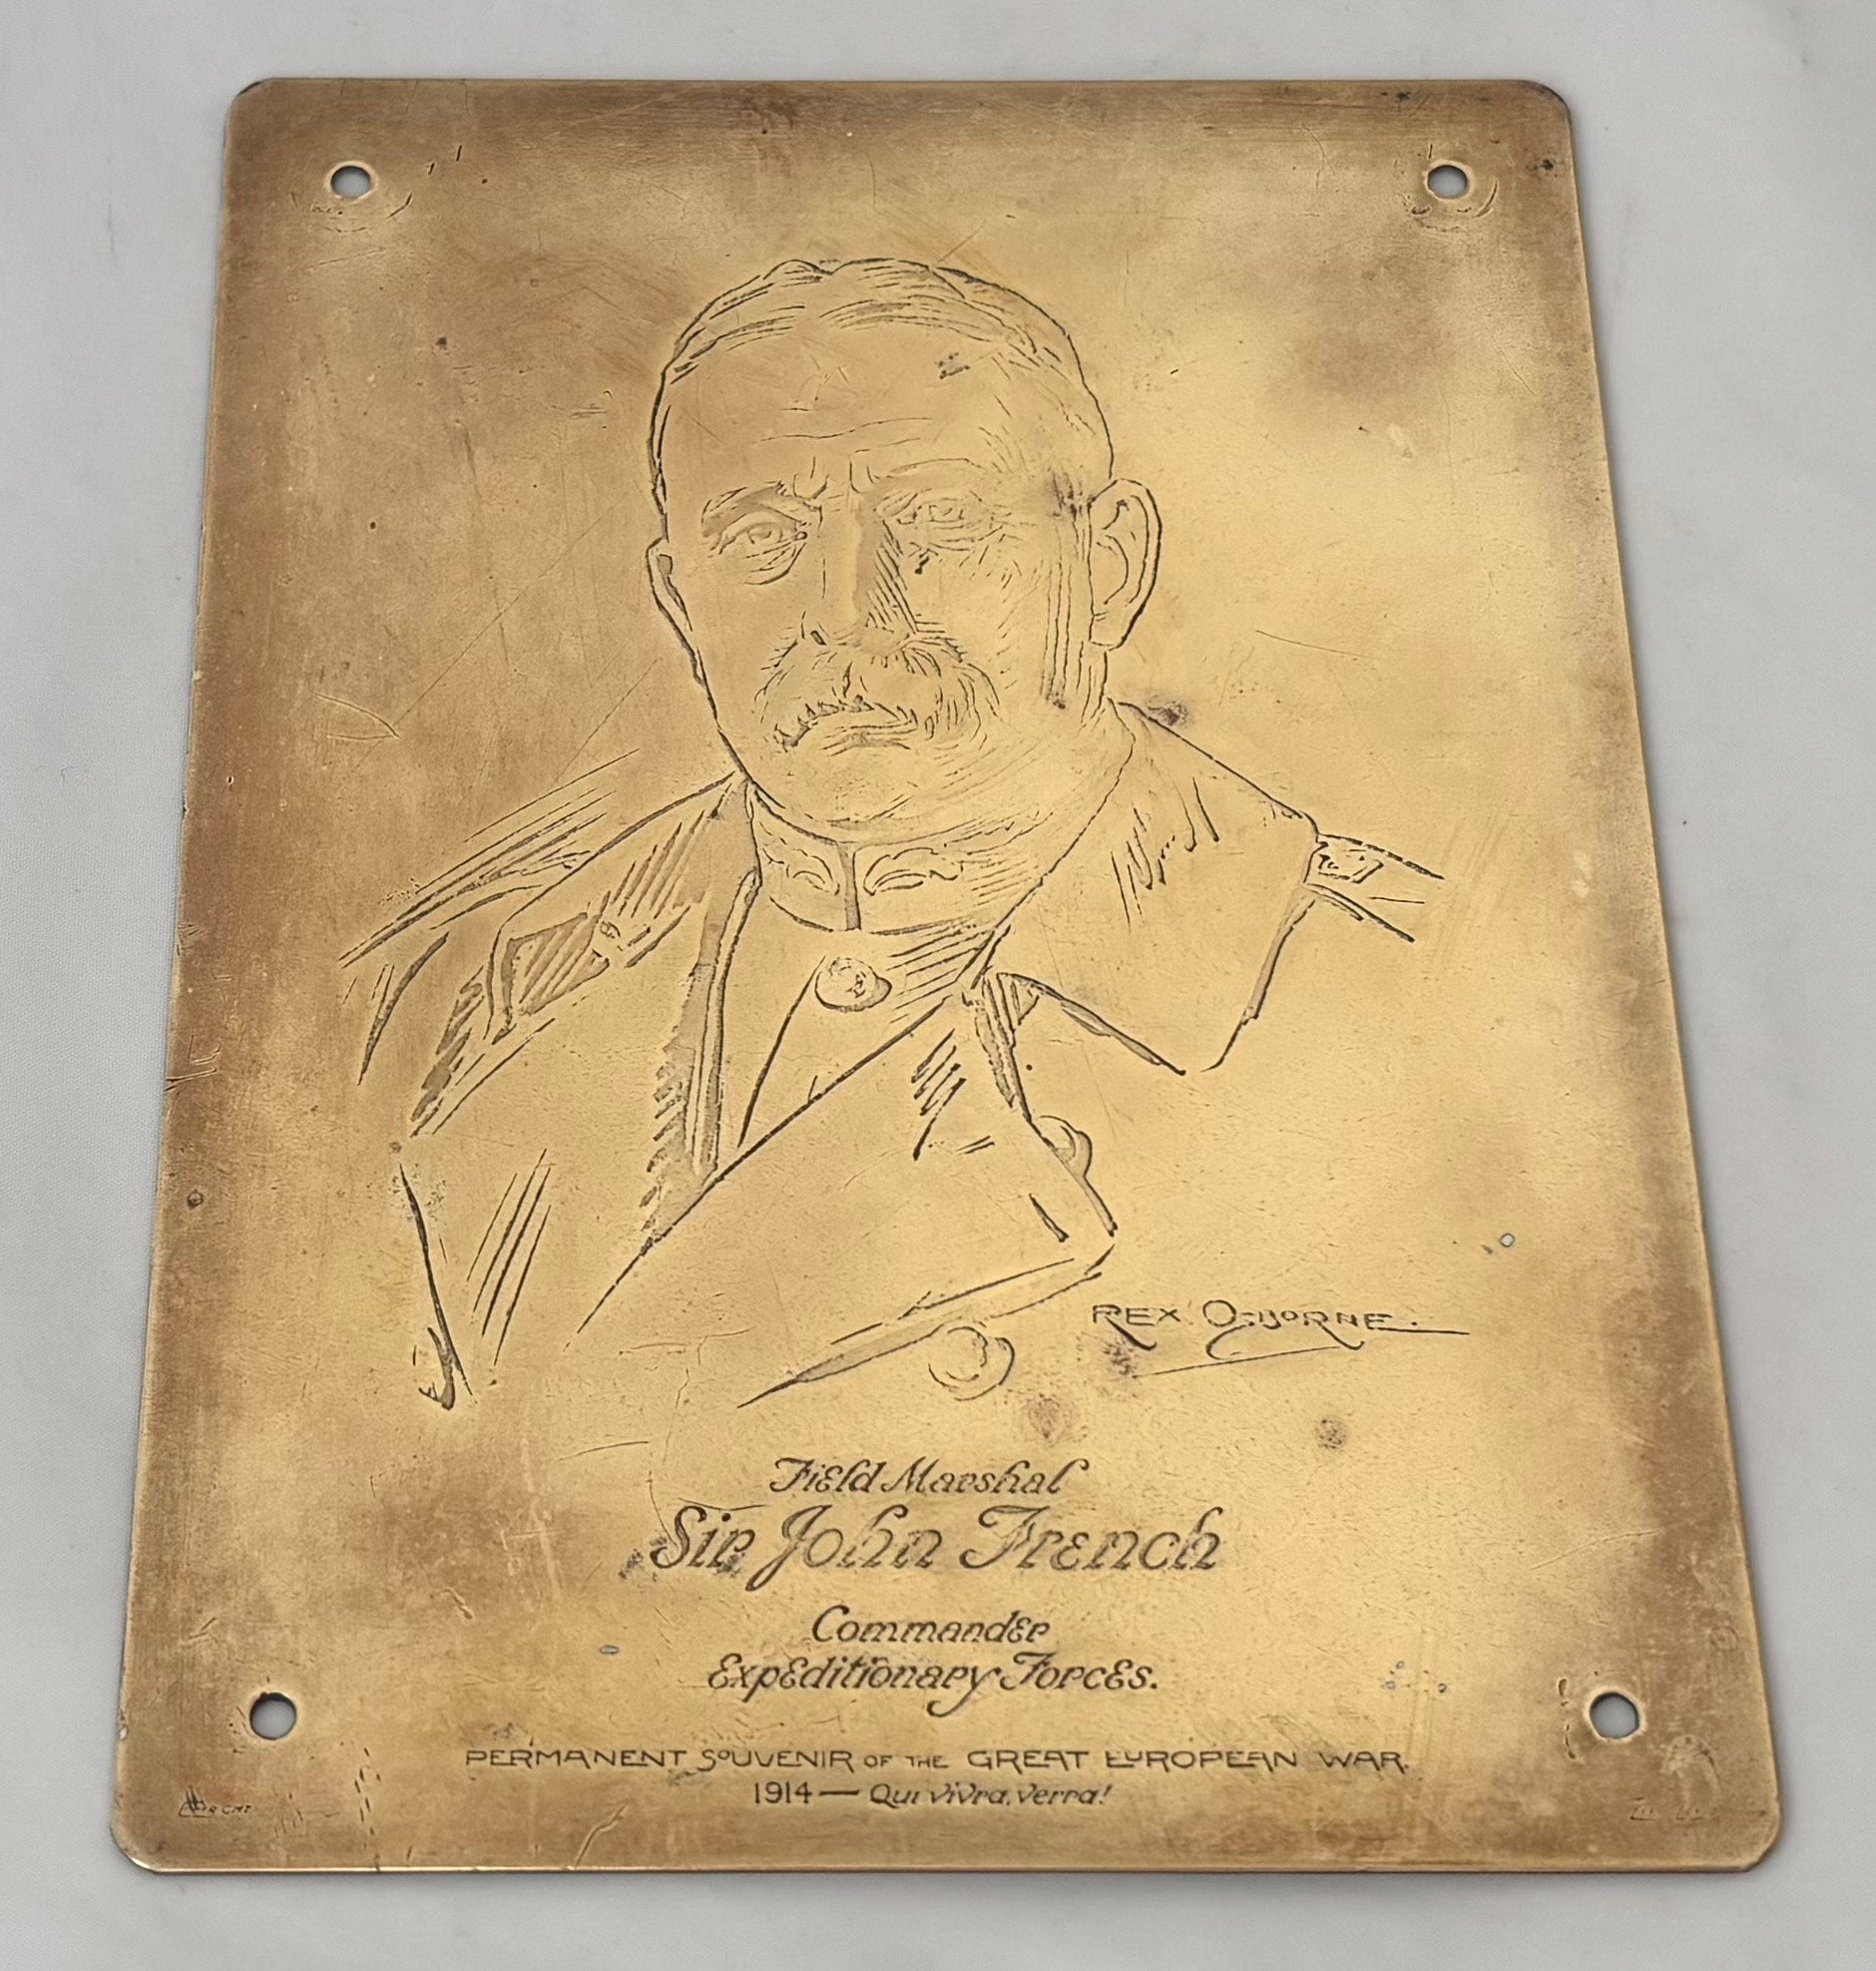 REX OSBORNE.
Field Marshal
Sir John French
Commander
Expeditionary Forces.
PERMANENT SOUVENIR OF THE GREAT EUROPEAN WAR.
1914 — Qui vivra, verra!